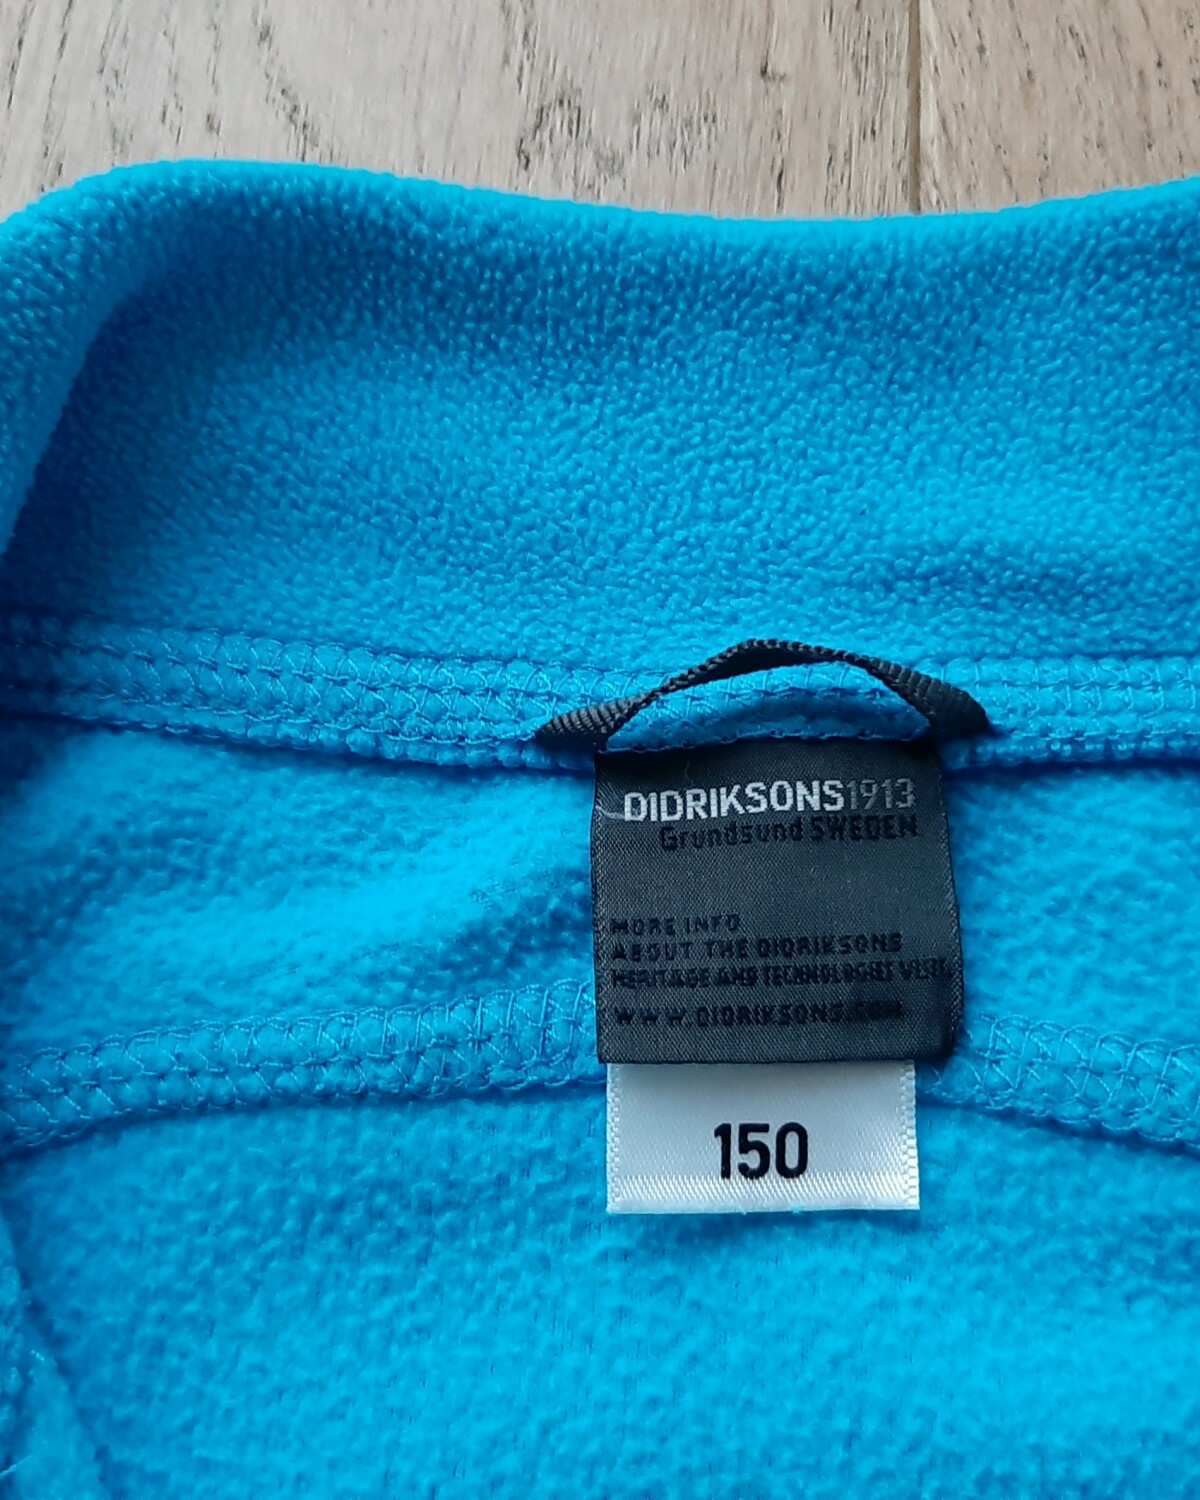 DIDRIKSONS1913
Grundsund SWEDEN
MORE INFO
ABOUT THE DIDRIKSONS
HERITAGE AND TECHNOLOGIES VISIT
WWW.DIDRIKSONS.COM
150